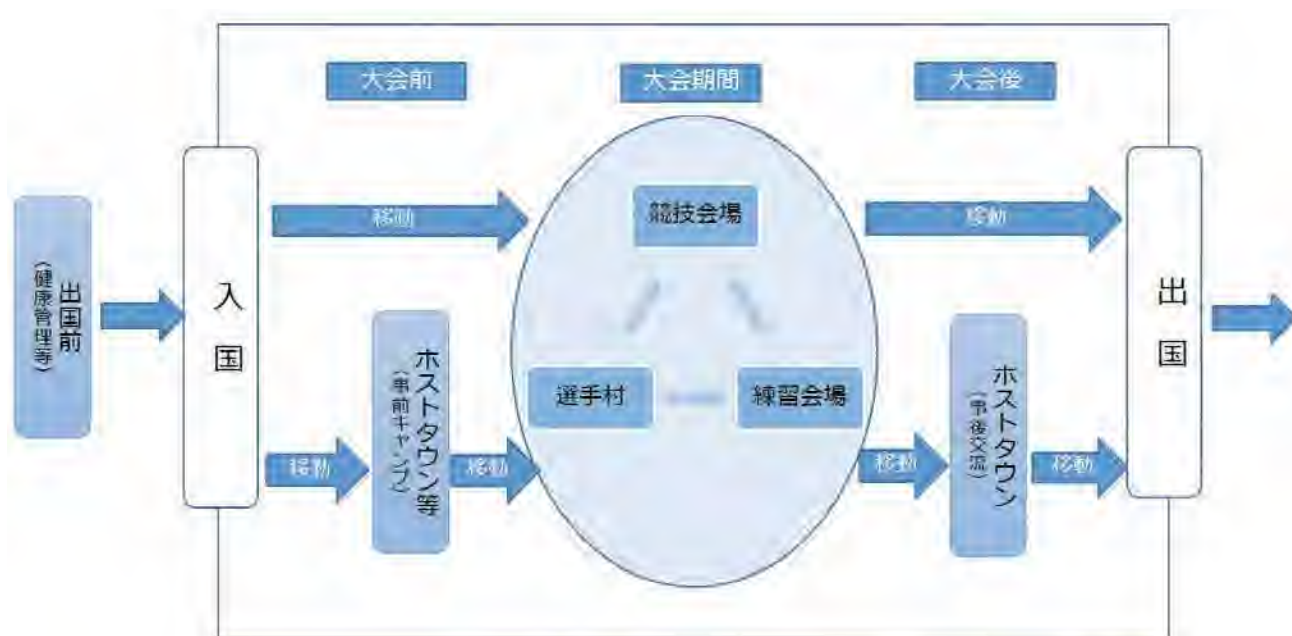 大会前
大会期間
大会後
出国前
(健康管理等)
入国
移動
移動
ホストタウン等
(事前キャンプ)
移動
競技会場
選手村
練習会場
移動
移動
ホストタウン
(事後交流)
移動
出国